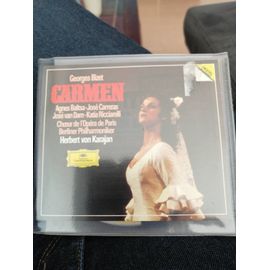 Georges Bizet
CARMEN
Agnes Baltsa · José Carreras
José van Dam · Katia Ricciarelli
Chœur de l'Opéra de Paris
Berliner Philharmoniker
Herbert von Karajan